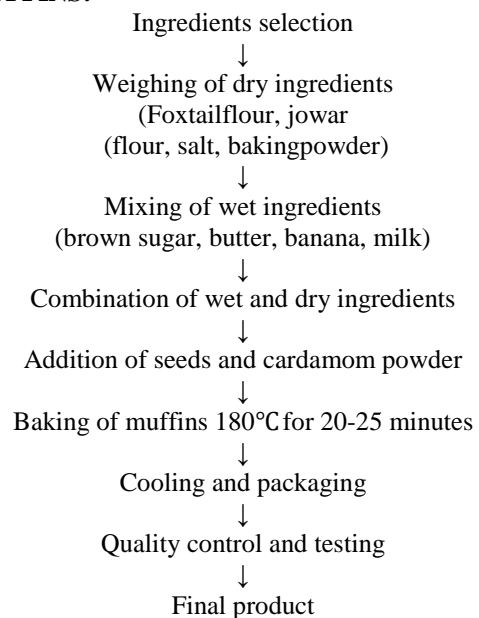 Ingredients selection
↓
Weighing of dry ingredients
(Foxtailflour, jowar
(flour, salt, bakingpowder)
↓
Mixing of wet ingredients
(brown sugar, butter, banana, milk)
↓
Combination of wet and dry ingredients
↓
Addition of seeds and cardamom powder
↓
Baking of muffins 180°C for 20-25 minutes
↓
Cooling and packaging
↓
Quality control and testing
↓
Final product